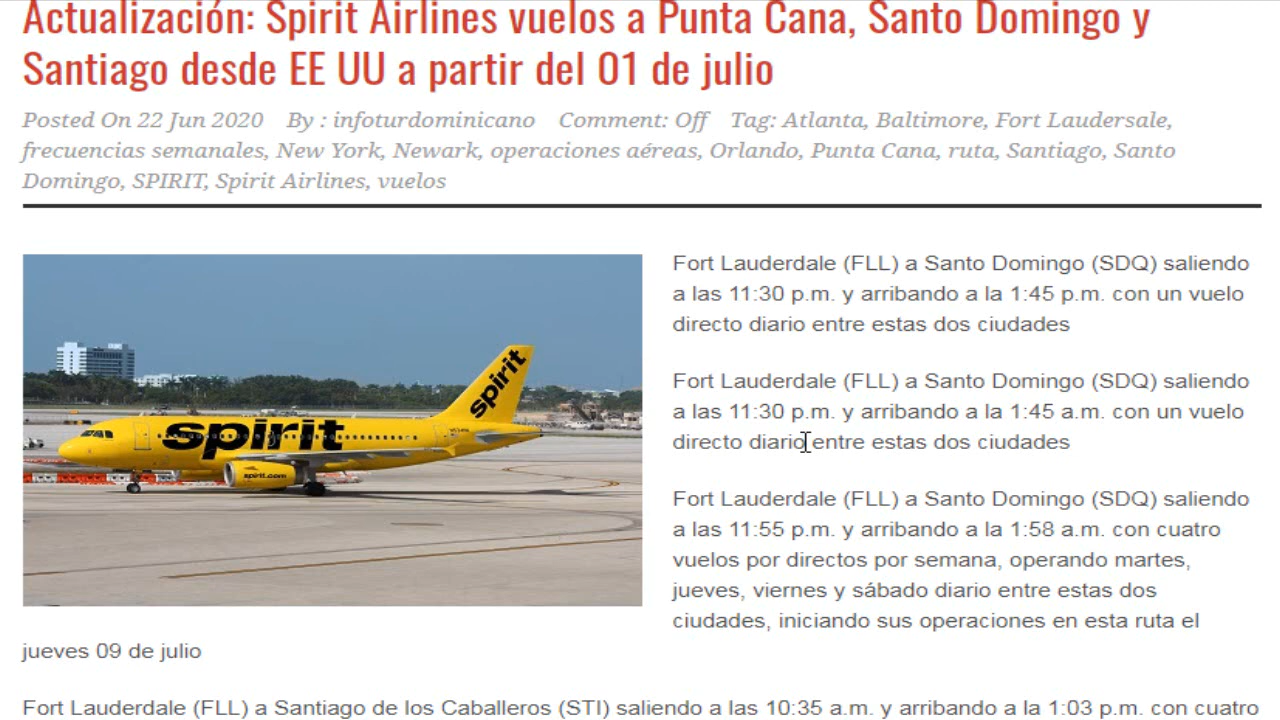 Actualización: Spirit Airlines vuelos a Punta Cana, Santo Domingo y
Santiago desde EE UU a partir del 01 de julio
Posted On 22 Jun 2020 By : infoturdominicano Comment: Off Tag: Atlanta, Baltimore, Fort Laudersale,
frecuencias semanales, New York, Newark, operaciones aéreas, Orlando, Punta Cana, ruta, Santiago, Santo
Domingo, SPIRIT, Spirit Airlines, vuelos
spirit
spirit
spirit.com
Fort Lauderdale (FLL) a Santo Domingo (SDQ) saliendo
a las 11:30 p.m. y arribando a la 1:45 p.m. con un vuelo
directo diario entre estas dos ciudades
Fort Lauderdale (FLL) a Santo Domingo (SDQ) saliendo
a las 11:30 p.m. y arribando a la 1:45 a.m. con un vuelo
directo diario entre estas dos ciudades
Fort Lauderdale (FLL) a Santo Domingo (SDQ) saliendo
a las 11:55 p.m. y arribando a la 1:58 a.m. con cuatro
vuelos por directos por semana, operando martes,
jueves, viernes y sábado diario entre estas dos
ciudades, iniciando sus operaciones en esta ruta el
jueves 09 de julio
Fort Lauderdale (FLL) a Santiago de los Caballeros (STI) saliendo a las 10:35 a.m. y arribando a la 1:03 p.m. con cuatro